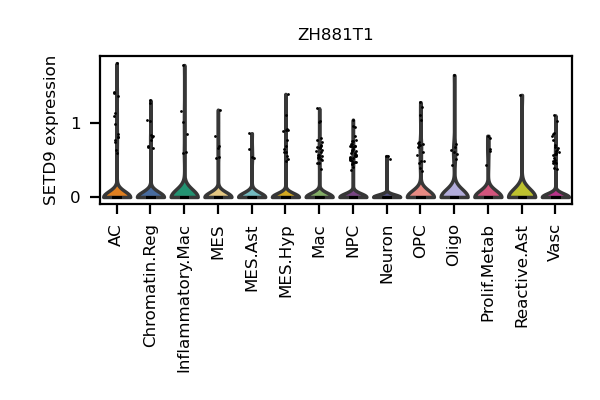 ZH881T1
SETD9 expression
1
0
AC
Chromatin.Reg
Inflammatory.Mac
MES
MES.Ast
MES.Hyp
Mac
NPC
Neuron
OPC
Oligo
Prolif.Metab
Reactive.Ast
Vasc